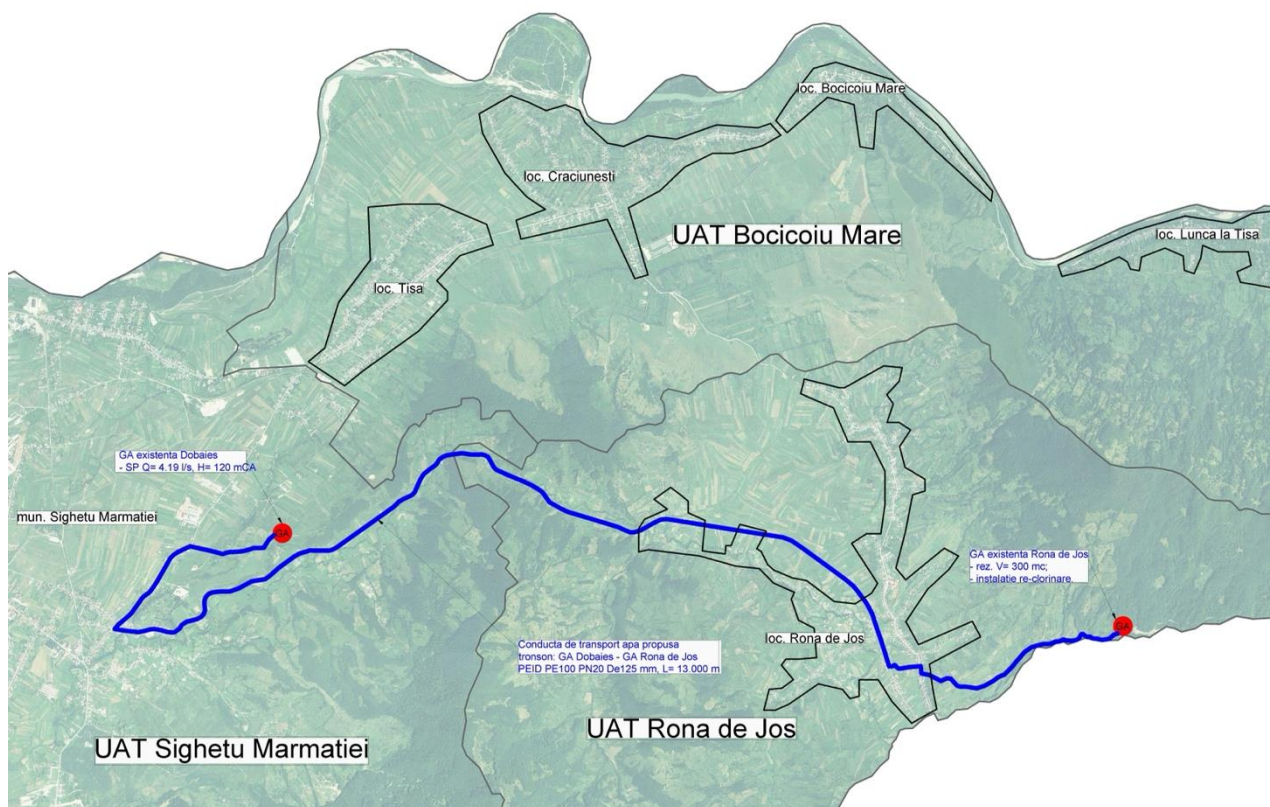 loc. Bocicoiu Mare
loc. Craciunesti
UAT Bocicoiu Mare
loc. Lunca la Tisa
loc. Tisa
GA existenta Dobaies
- SP Q= 4.19 l/s, H= 120 mCA
mun. Sighetu Marmatiei
GA
GA existenta Rona de Jos
- rez. V= 300 mc;
- instalatie re-clorinare.
GA
loc. Rona de Jos
Conducta de transport apa propusa
tronson: GA Dobaies - GA Rona de Jos
PEID PE100 PN20 De125 mm, L= 13.000 m
UAT Rona de Jos
UAT Sighetu Marmatiei